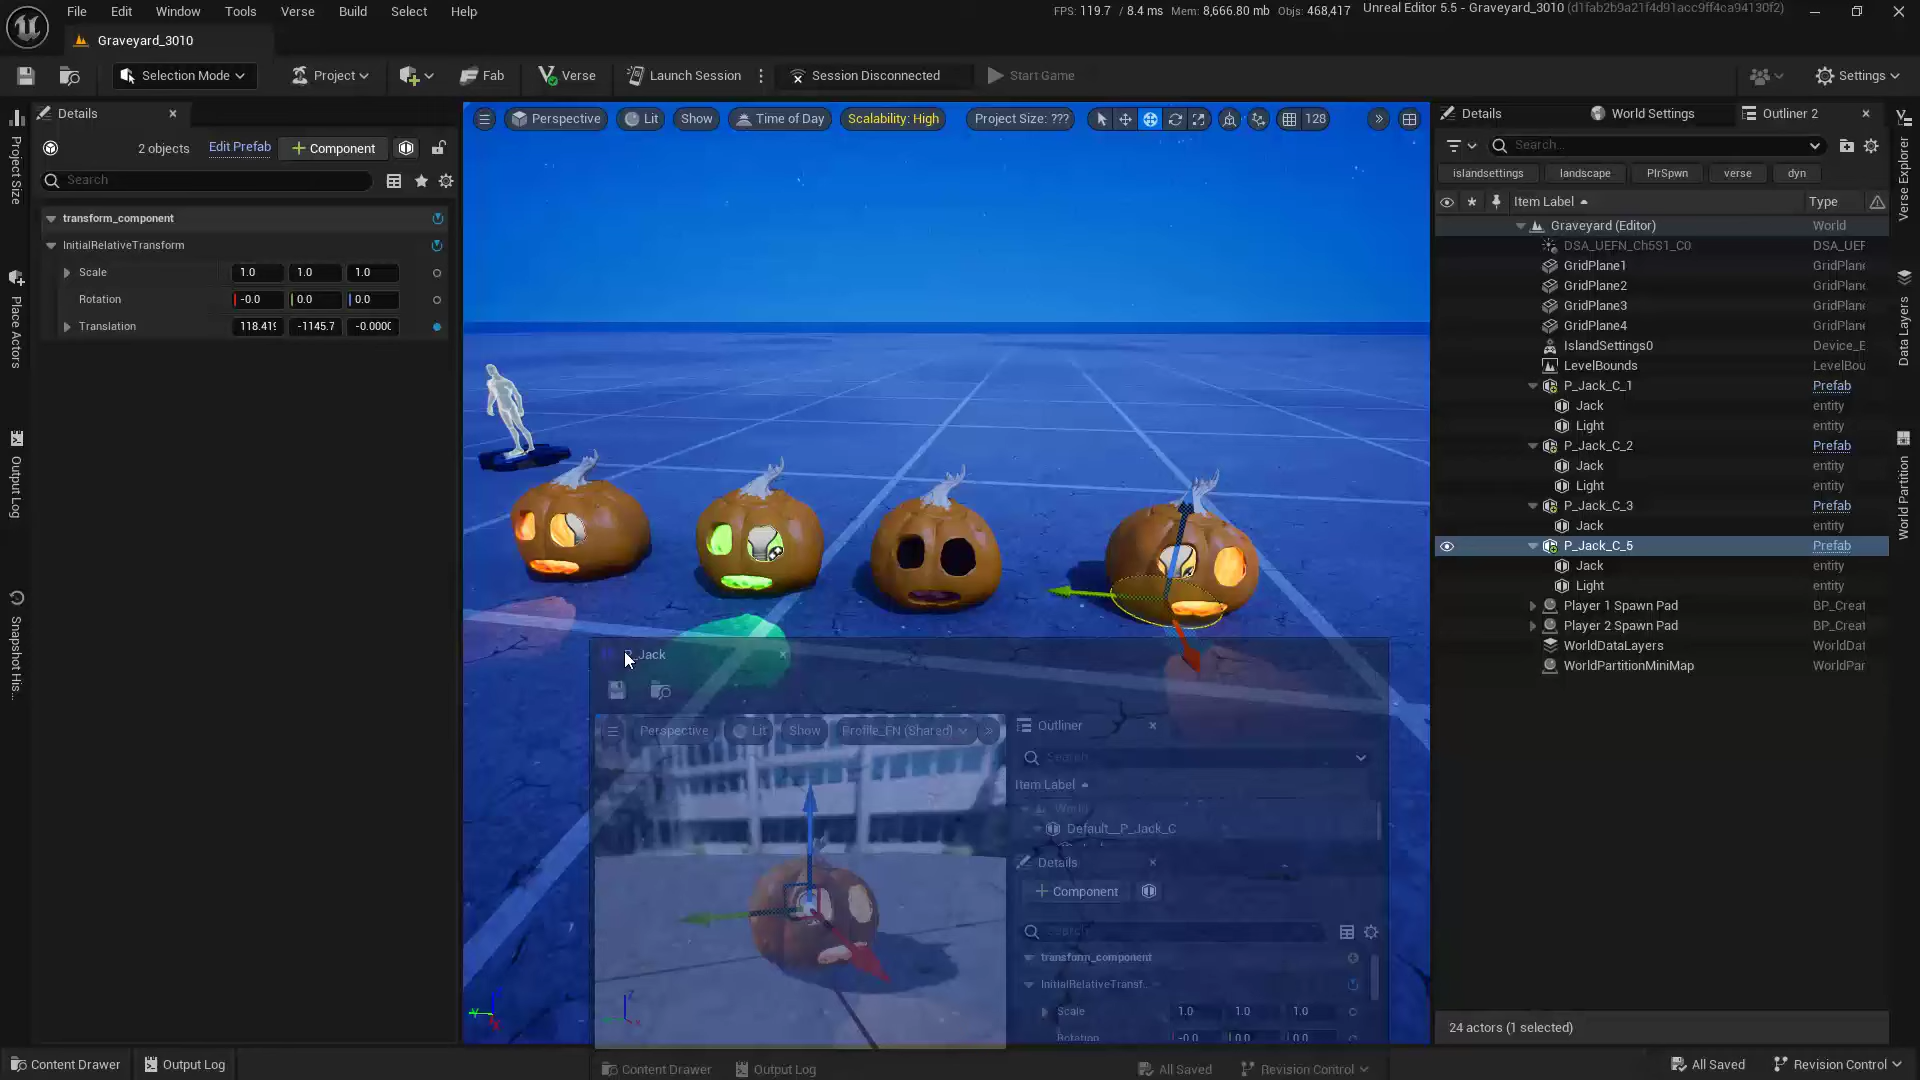 File Edit Window Tools Verse Build Select Help
FPS: 119.7 / 8.4 ms Mem: 8,666.80 mb Objs: 468,417
Unreal Editor 5.5 - Graveyard_3010 (d1fab2b9a21f4d91acc9ff4ca94130f2)
Graveyard_3010
Selection Mode Project Fab Verse Launch Session Session Disconnected Start Game Settings
Details
2 objects Edit Prefab + Component
Search
transform_component
InitialRelativeTransform
Scale 1.0 1.0 1.0
Rotation -0.0 0.0 0.0
Translation 118.419 -1145.7 -0.0000
Project Size
Place Actors
Output Log
Snapshot His...
Perspective Lit Show Time of Day Scalability: High Project Size: ??? 128
P_Jack
Perspective Lit Show Profile_FN (Shared)
Outliner
Search
Item Label
World
Default__P_Jack_C
Details
+ Component
Search
transform_component
InitialRelativeTransf...
Scale 1.0 1.0 1.0
Rotation -0.0 0.0 0.0
Content Drawer Output Log All Saved Revision Control
Details World Settings Outliner 2
Search...
islandsettings landscape PlrSpwn verse dyn
Item Label Type
Graveyard (Editor) World
DSA_UEFN_Ch5S1_C0 DSA_UEF
GridPlane1 GridPlane
GridPlane2 GridPlane
GridPlane3 GridPlane
GridPlane4 GridPlane
IslandSettings0 Device_E
LevelBounds LevelBou
P_Jack_C_1 Prefab
Jack entity
Light entity
P_Jack_C_2 Prefab
Jack entity
Light entity
P_Jack_C_3 Prefab
Jack entity
P_Jack_C_5 Prefab
Jack entity
Light entity
Player 1 Spawn Pad BP_Creat
Player 2 Spawn Pad BP_Creat
WorldDataLayers WorldDat
WorldPartitionMiniMap WorldPar
24 actors (1 selected)
Verse Explorer
Data Layers
World Partition
Content Drawer Output Log All Saved Revision Control